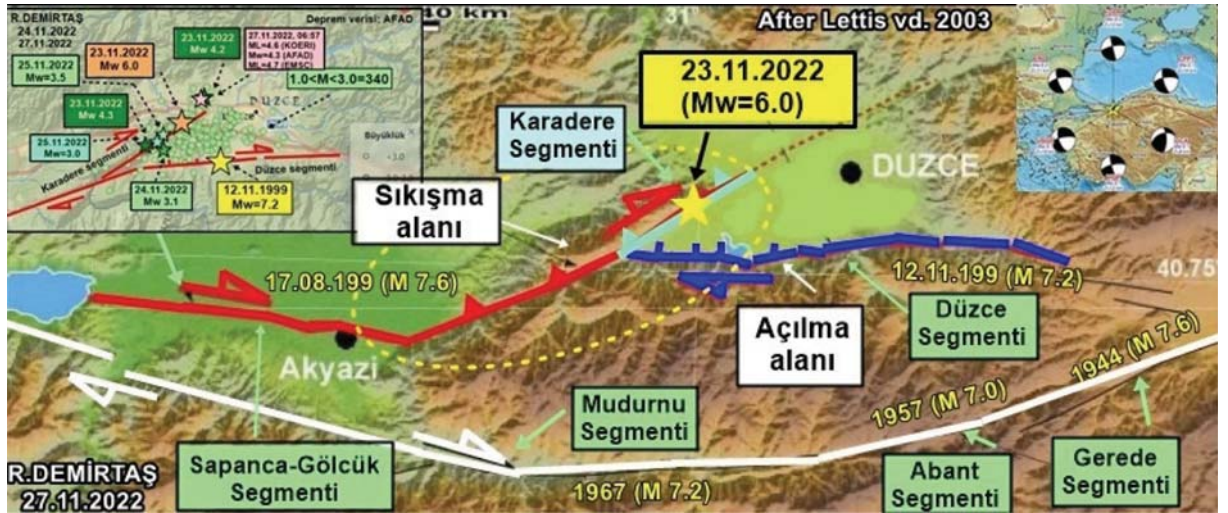 R.DEMİRTAŞ
24.11.2022
27.11.2022
Deprem verisi: AFAD
23.11.2022
Mw 6.0
23.11.2022
Mw 4.2
27.11.2022, 06:57
ML=4.6 (KOERI)
Mw=4.3 (AFAD)
ML=4.7 (EMSC)
25.11.2022
Mw=3.5
1.0<M<3.0=340
DÜZCE
23.11.2022
Mw 4.3
Büyüklük
25.11.2022
Mw=3.0
Karadere segmenti
Düzce segmenti
24.11.2022
Mw 3.1
12.11.1999
Mw=7.2
40 km
31°
After Lettis vd. 2003
23.11.2022
(Mw=6.0)
Karadere
Segmenti
DUZCE
Sıkışma
alanı
17.08.199 (M 7.6)
12.11.199 (M 7.2)
40.75°
Düzce
Segmenti
Açılma
alanı
Akyazi
1944 (M 7.6)
Mudurnu
Segmenti
1957 (M 7.0)
Sapanca-Gölcük
Segmenti
Abant
Segmenti
Gerede
Segmenti
1967 (M 7.2)
R.DEMİRTAŞ
27.11.2022